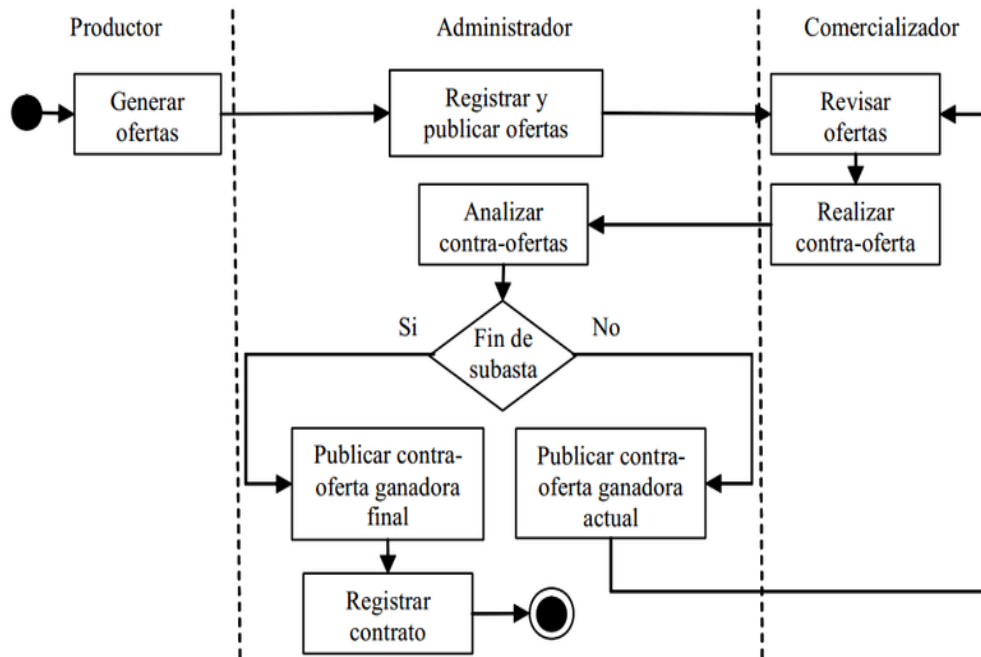 Productor
Administrador
Comercializador
Generar
ofertas
Registrar y
publicar ofertas
Revisar
ofertas
Analizar
contra-ofertas
Realizar
contra-oferta
Si
No
Fin de
subasta
Publicar contra-
oferta ganadora
final
Publicar contra-
oferta ganadora
actual
Registrar
contrato